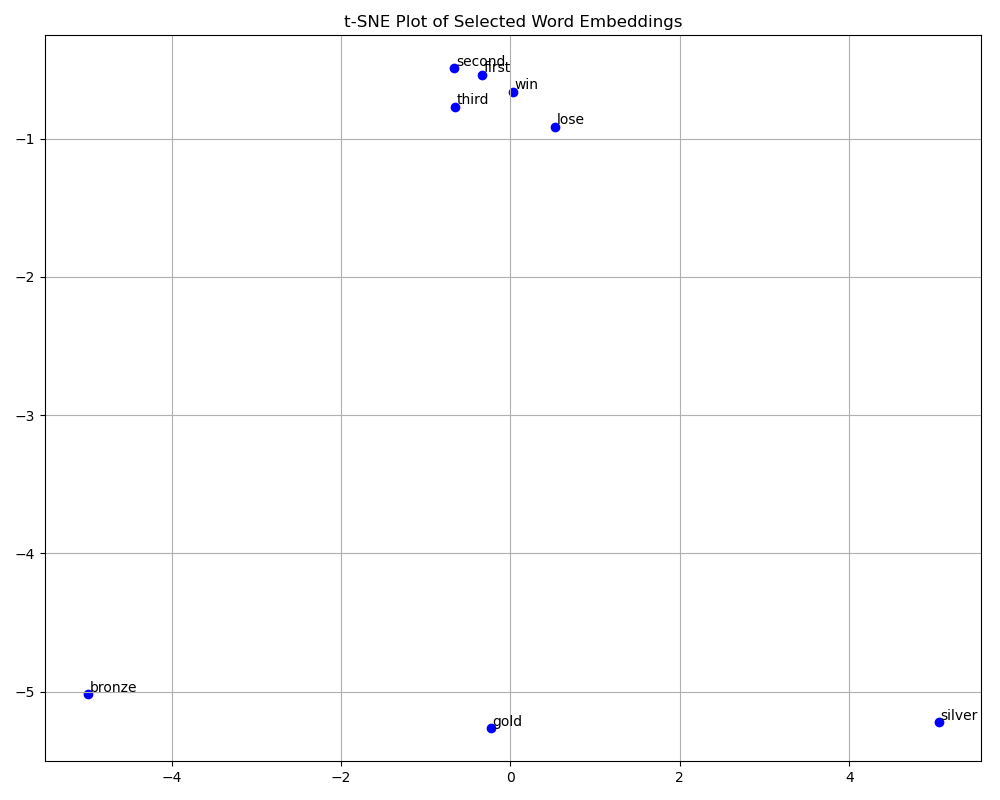 t-SNE Plot of Selected Word Embeddings
second
first
win
third
lose
−1
−2
−3
−4
−5
bronze
gold
silver
−4
−2
0
2
4